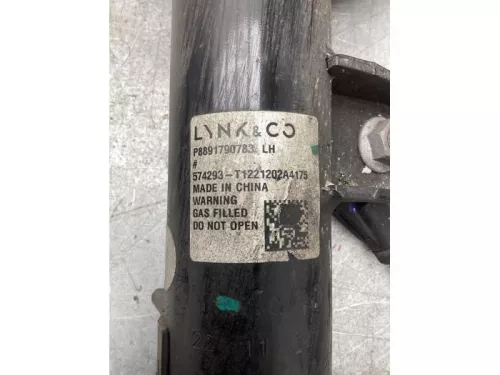 LYNK&CO
P8891790783 LH
#
574293-T1221202A4175
MADE IN CHINA
WARNING
GAS FILLED
DO NOT OPEN